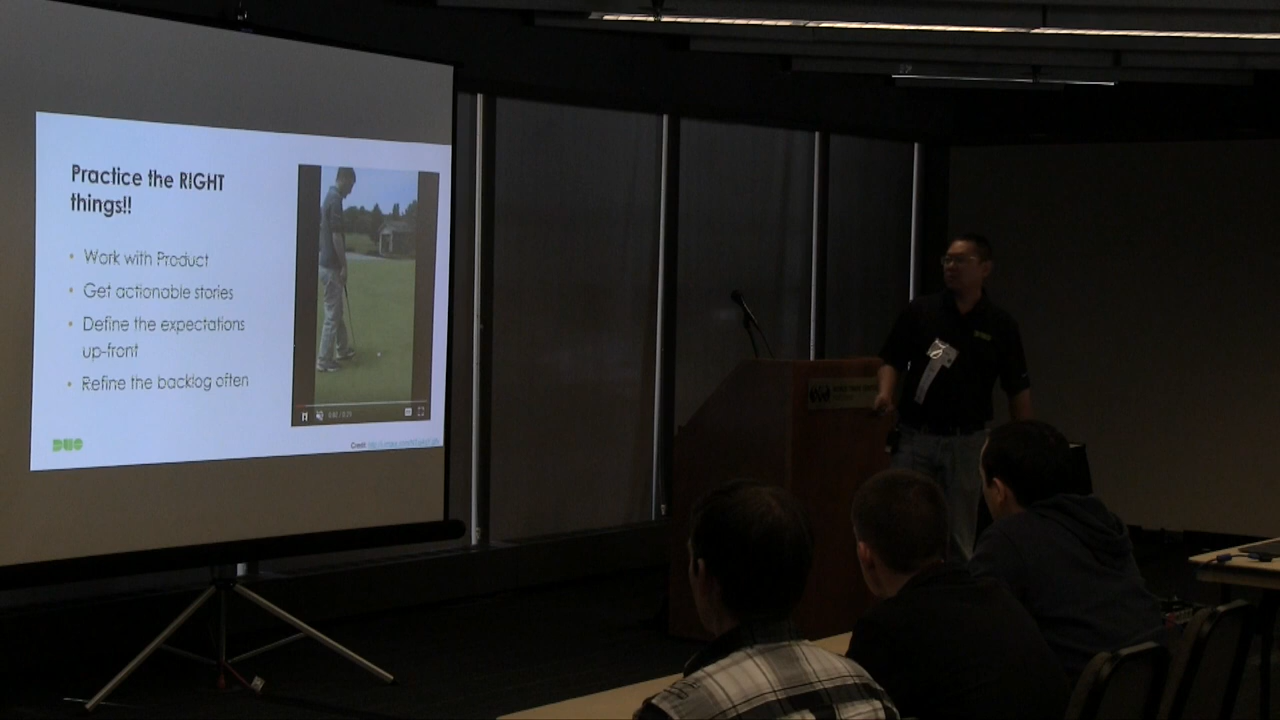 Practice the RIGHT
things!!
• Work with Product
• Get actionable stories
• Define the expectations
up-front
• Refine the backlog often
DUO
Credit: